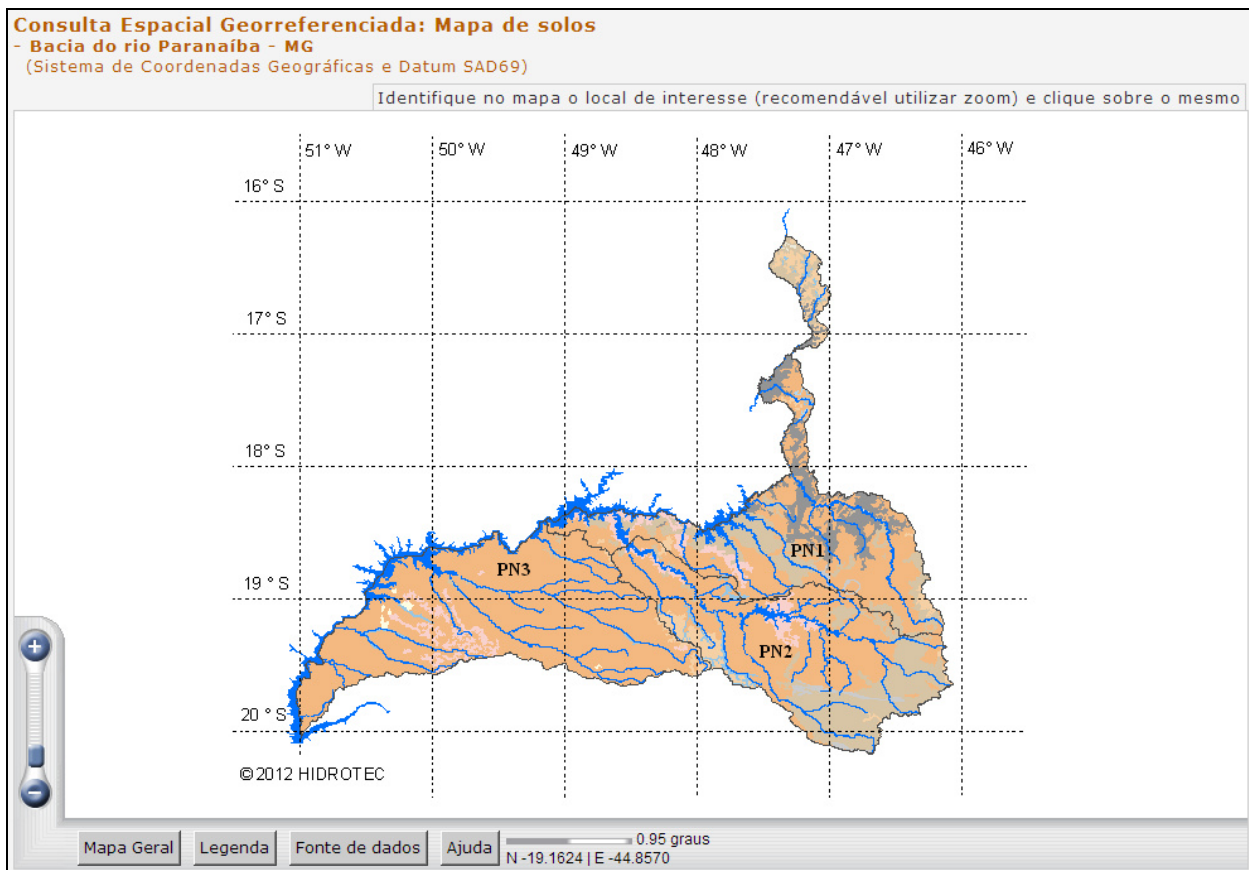 Consulta Espacial Georreferenciada: Mapa de solos
- Bacia do rio Paranaíba - MG
(Sistema de Coordenadas Geográficas e Datum SAD69)
Identifique no mapa o local de interesse (recomendável utilizar zoom) e clique sobre o mesmo
51° W 50° W 49° W 48° W 47° W 46° W
16° S
17° S
18° S
PN1
PN3
19° S
PN2
20° S
©2012 HIDROTEC
Mapa Geral Legenda Fonte de dados Ajuda 0.95 graus
N -19.1624 | E -44.8570